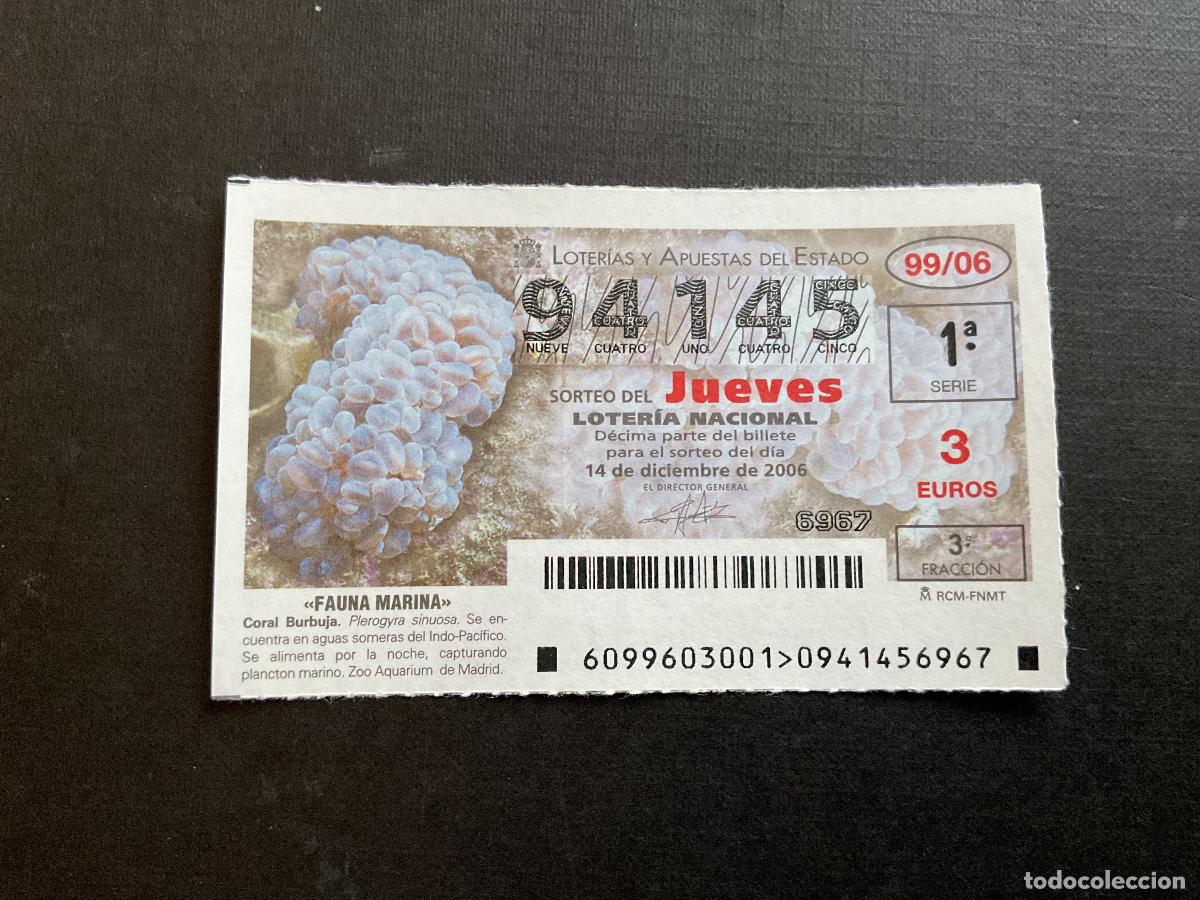 LOTERÍAS Y APUESTAS DEL ESTADO
99/06
94145
NUEVE CUATRO UNO CUATRO CINCO
1.ª
SERIE
SORTEO DEL Jueves
LOTERÍA NACIONAL
Décima parte del billete
para el sorteo del día
14 de diciembre de 2006
EL DIRECTOR GENERAL
3
EUROS
6967
3.ª
FRACCIÓN
RCM-FNMT
«FAUNA MARINA»
Coral Burbuja. Plerogyra sinuosa. Se en-
cuentra en aguas someras del Indo-Pacífico.
Se alimenta por la noche, capturando
plancton marino. Zoo Aquarium de Madrid.
6099603001>0941456967
todocoleccion